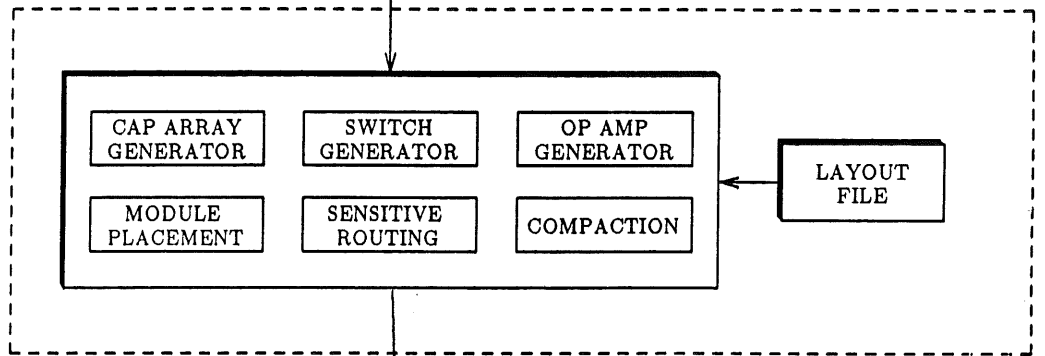 CAP ARRAY
GENERATOR
SWITCH
GENERATOR
OP AMP
GENERATOR
MODULE
PLACEMENT
SENSITIVE
ROUTING
COMPACTION
LAYOUT
FILE